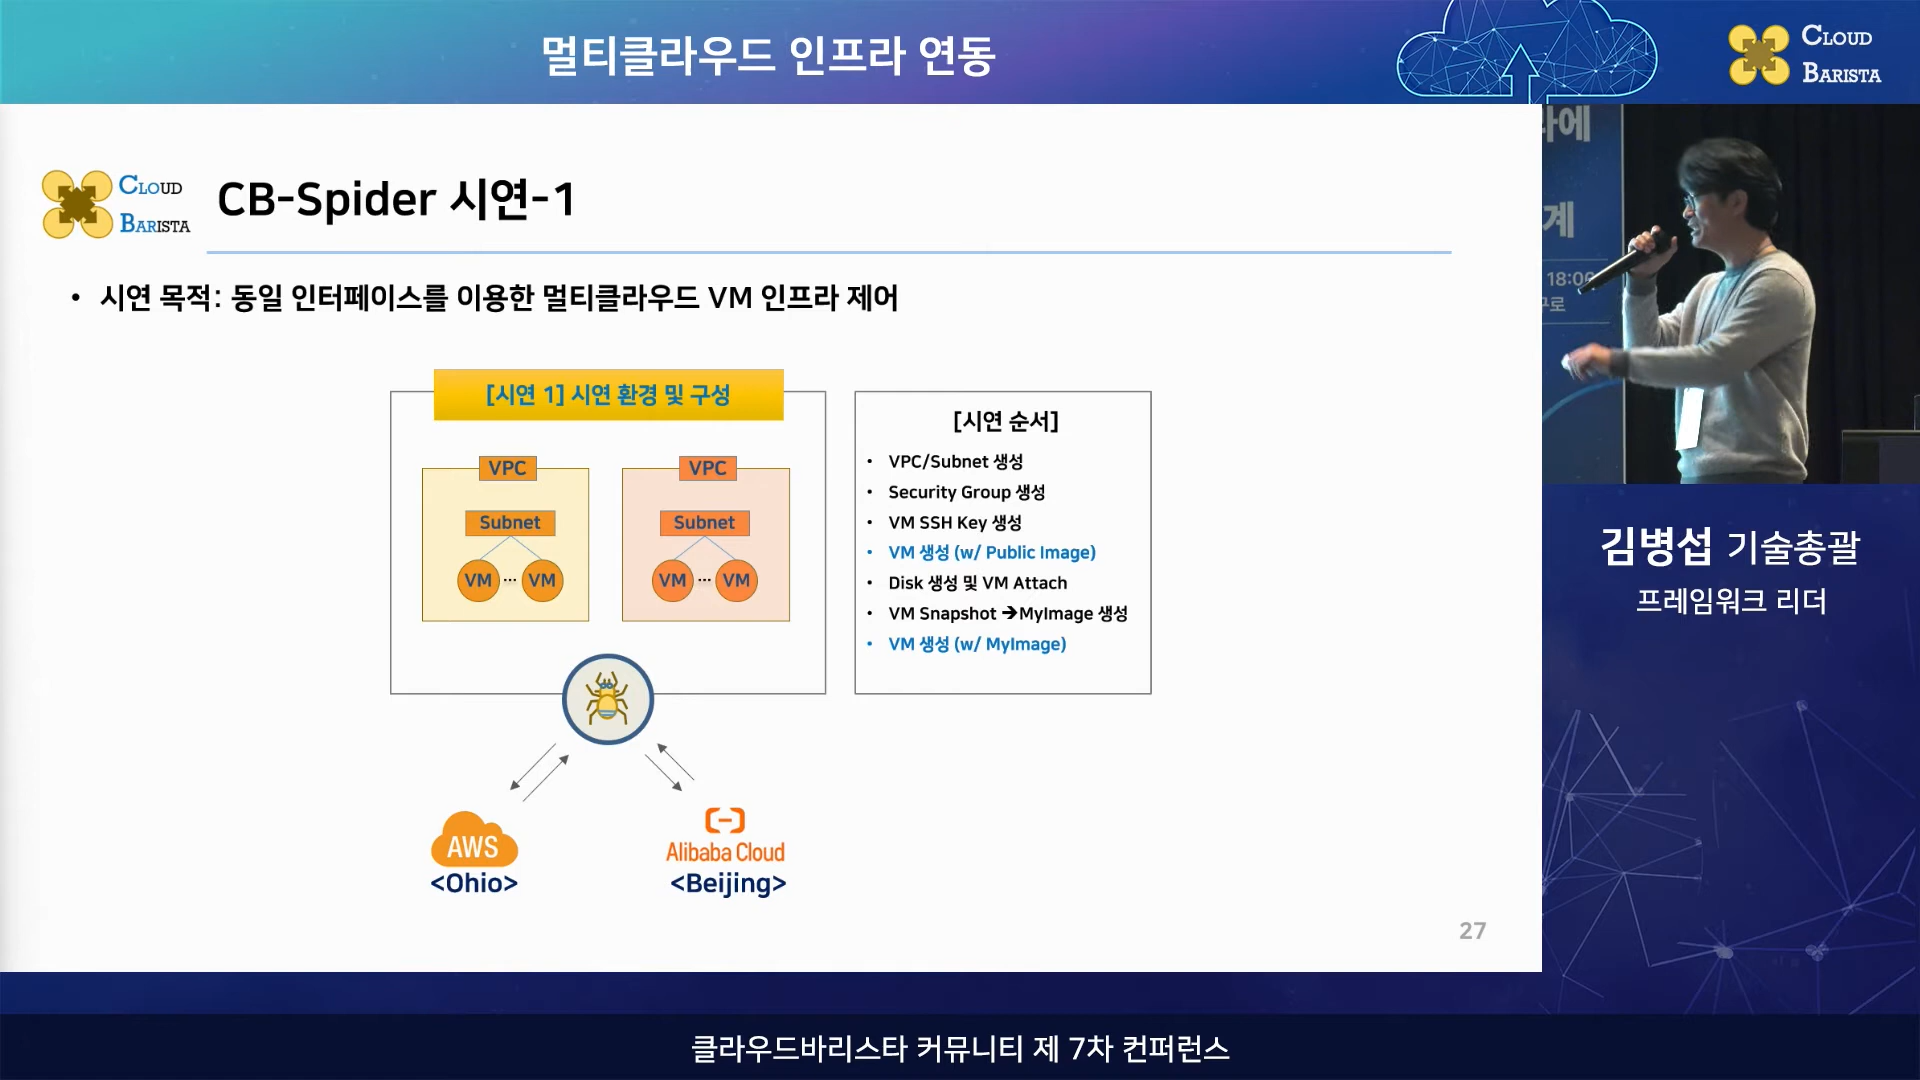 멀티클라우드 인프라 연동
CLOUD
BARISTA
CLOUD
BARISTA
CB-Spider 시연-1
• 시연 목적: 동일 인터페이스를 이용한 멀티클라우드 VM 인프라 제어
[시연 1] 시연 환경 및 구성
VPC
VPC
Subnet
Subnet
VM ··· VM
VM ··· VM
AWS
<Ohio>
Alibaba Cloud
<Beijing>
[시연 순서]
• VPC/Subnet 생성
• Security Group 생성
• VM SSH Key 생성
• VM 생성 (w/ Public Image)
• Disk 생성 및 VM Attach
• VM Snapshot ➔MyImage 생성
• VM 생성 (w/ MyImage)
27
계
18:00
구로
김병섭 기술총괄
프레임워크 리더
클라우드바리스타 커뮤니티 제 7차 컨퍼런스